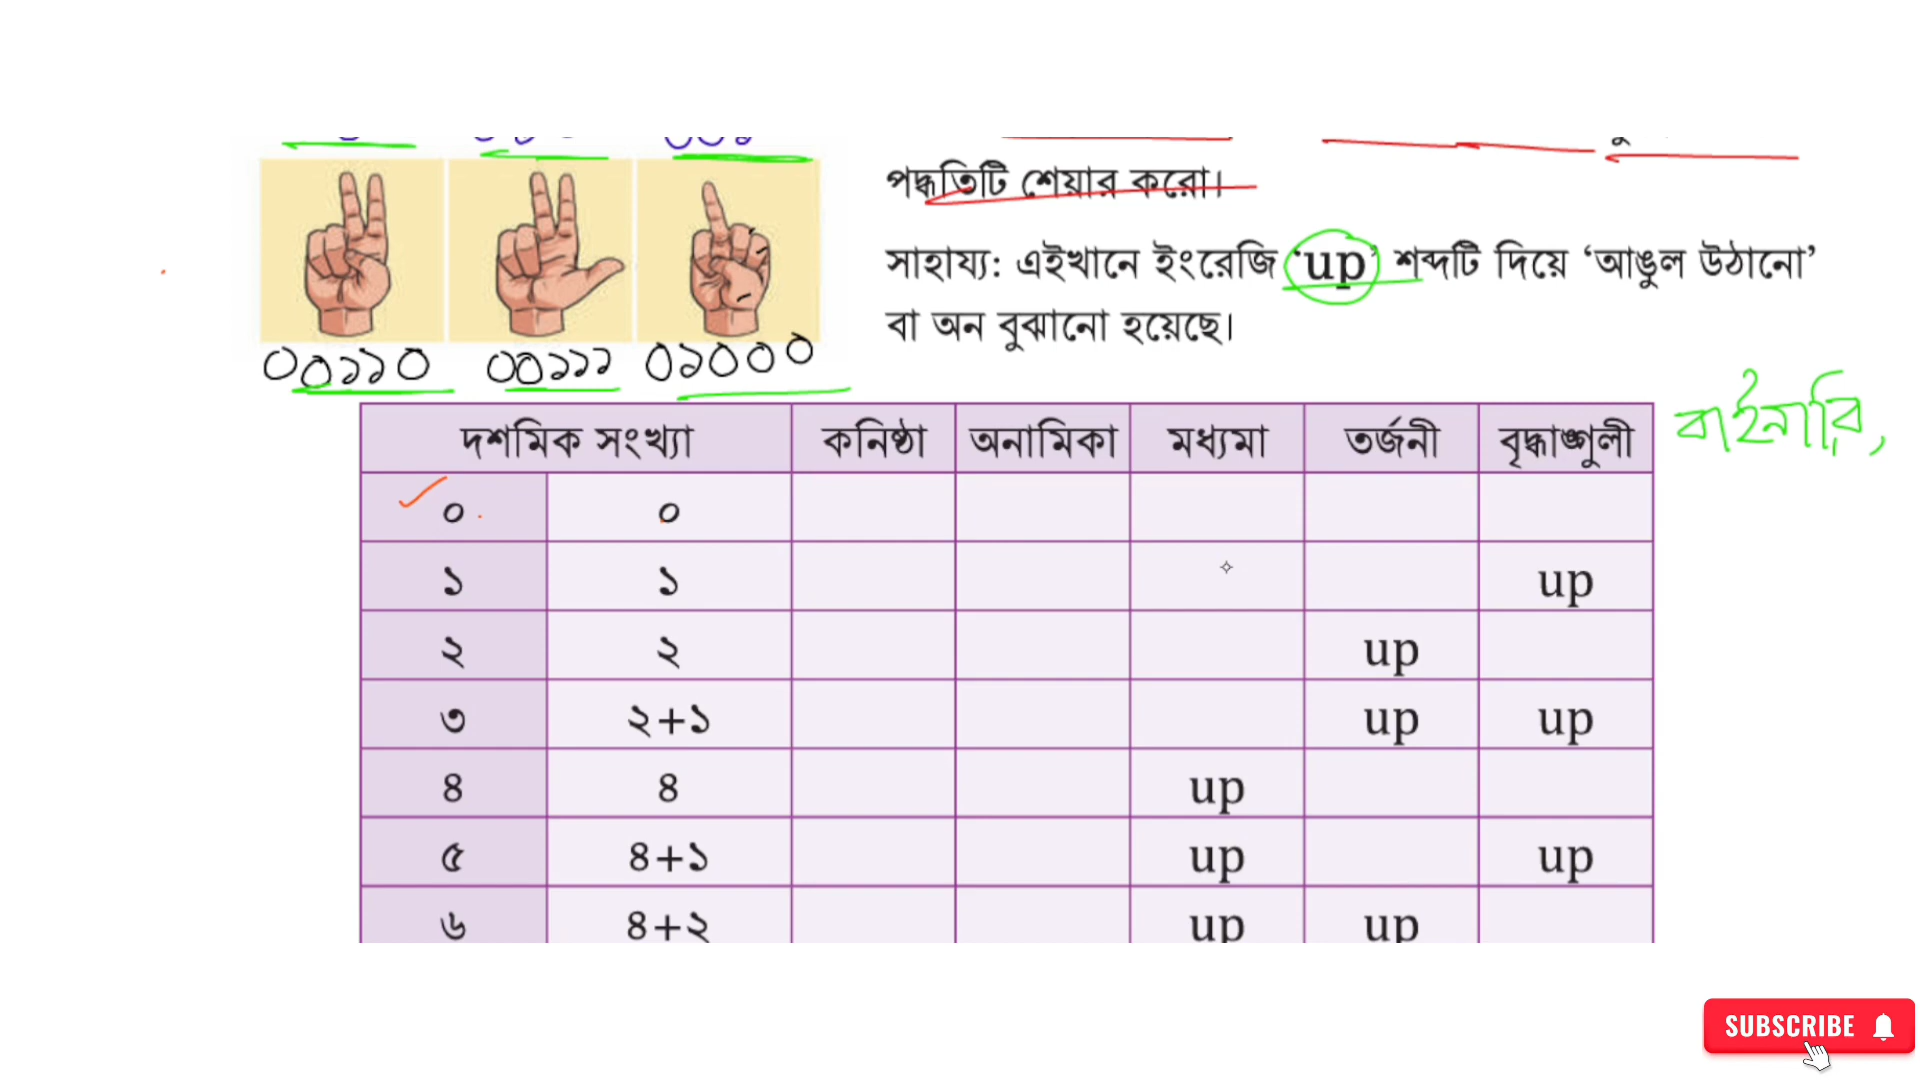 পদ্ধতিটি শেয়ার করো।
সাহায্য: এইখানে ইংরেজি ‘up’ শব্দটি দিয়ে ‘আঙুল উঠানো’
বা অন বুঝানো হয়েছে।
০০১১০ ০০১১১ ০১০০০
বাইনারি,
দশমিক সংখ্যা কনিষ্ঠা অনামিকা মধ্যমা তর্জনী বৃদ্ধাঙ্গুলী
০ ০
১ ১ up
২ ২ up
৩ ২+১ up up
৪ ৪ up
৫ ৪+১ up up
৬ ৪+২ up up
SUBSCRIBE